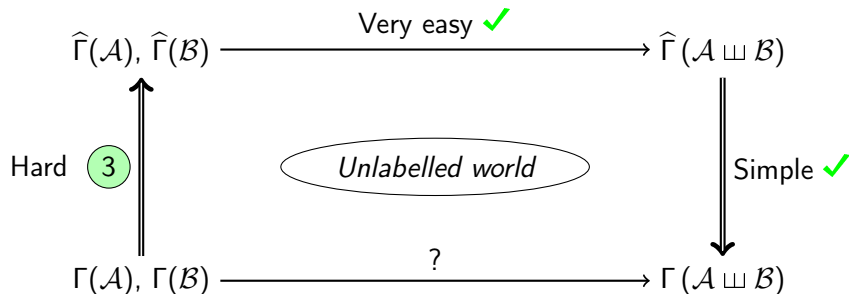 Very easy ✓
Γ̂(𝒜), Γ̂(ℬ) Γ̂ (𝒜 ⧢ ℬ)
Hard 3 Unlabelled world Simple ✓
?
Γ(𝒜), Γ(ℬ) Γ (𝒜 ⧢ ℬ)